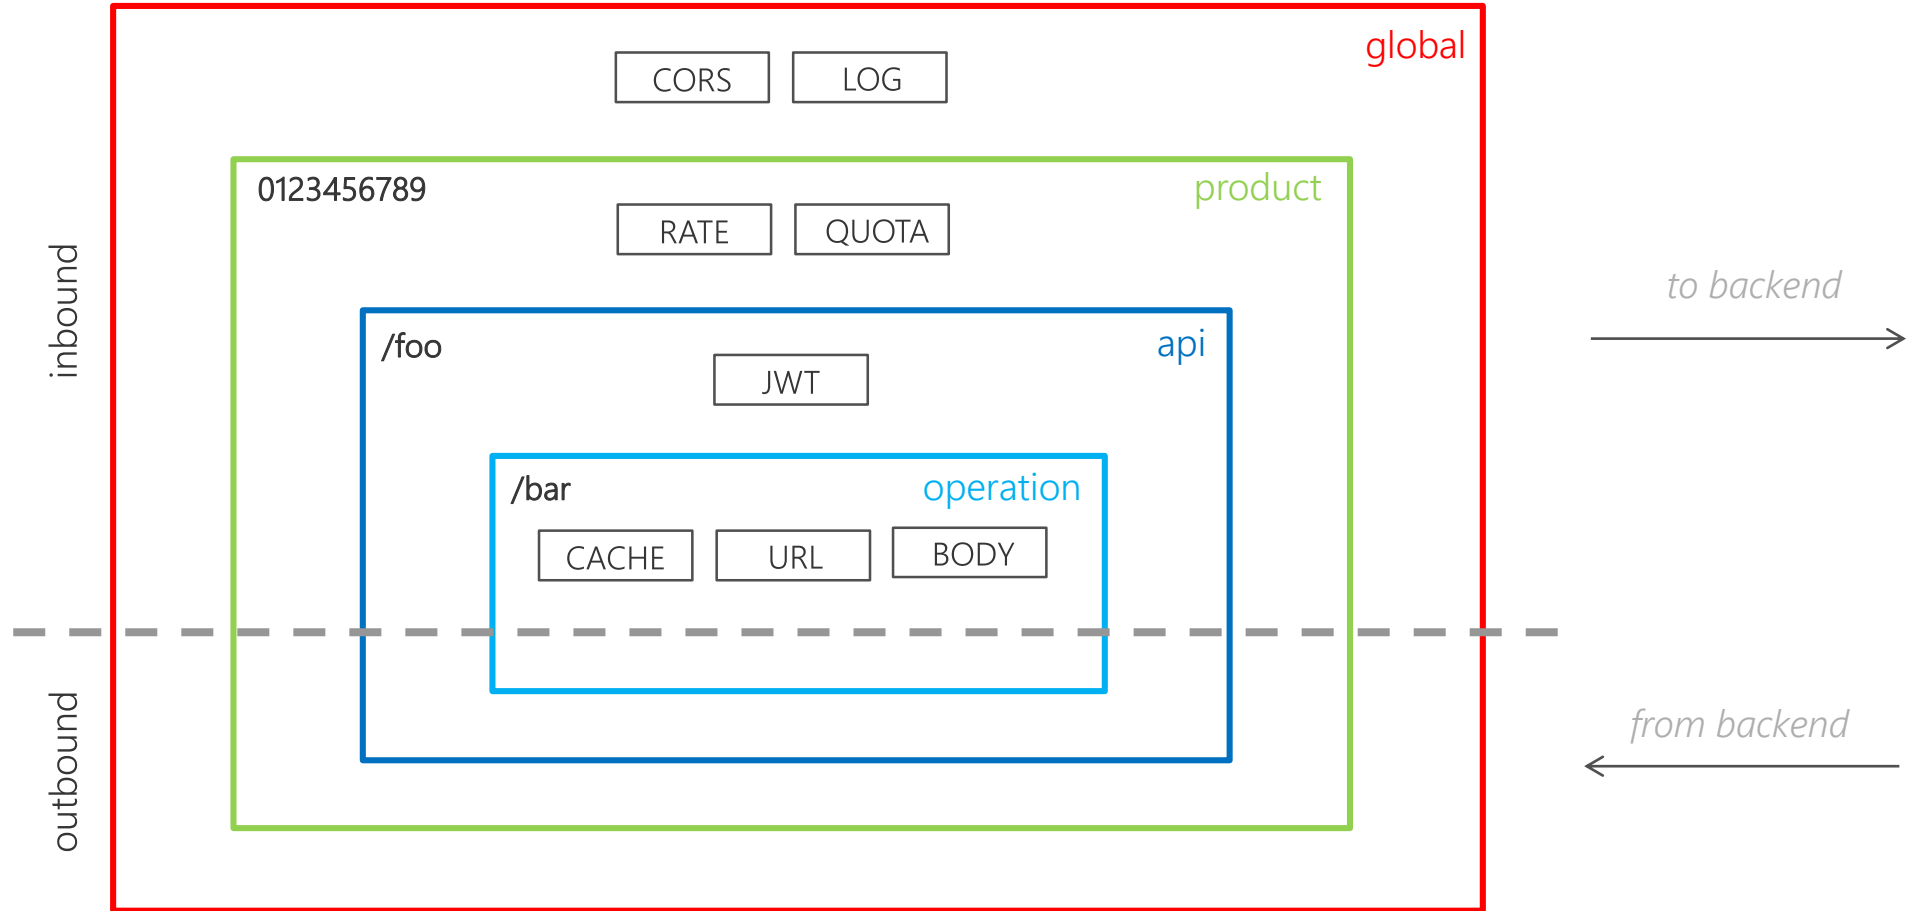 global
CORS
LOG
0123456789
product
RATE
QUOTA
inbound
to backend
/foo
api
JWT
/bar
operation
CACHE
URL
BODY
outbound
from backend